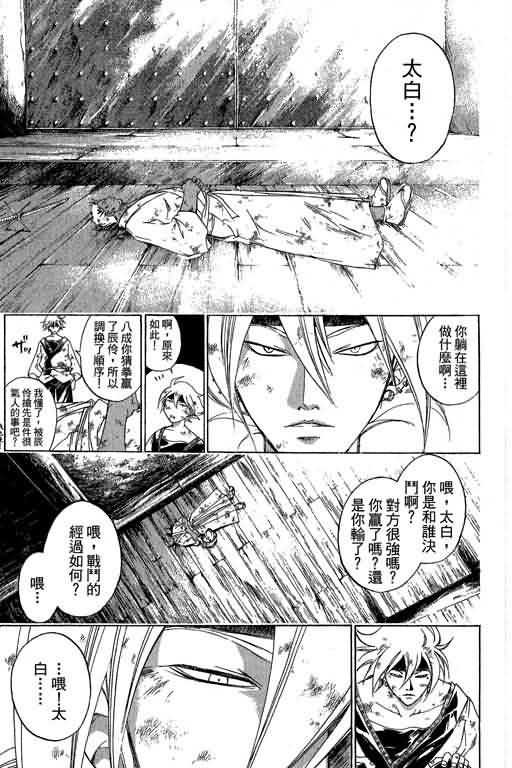 太白…?
你躺在這裡
做什麼啊…
啊，原來
如此！
八成你猜拳贏
了辰伶，所以
調換了順序！
我懂了，被辰
伶搶先是件很
氣人的事吧？
喂，太白，
你是和誰決
鬥啊？
對方很強嗎？
你贏了嗎？還
是你輸了？
喂，戰鬥的
經過如何？
喂…
…喂！太
白……